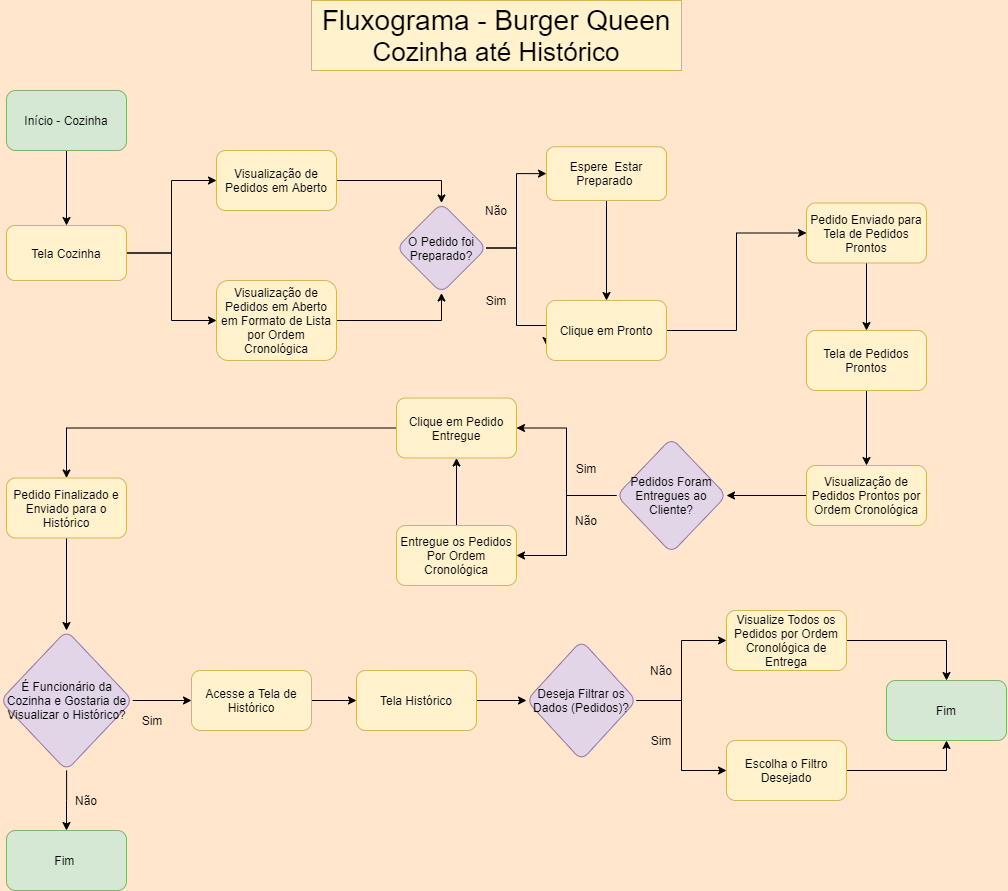 Fluxograma - Burger Queen
Cozinha até Histórico
Início - Cozinha
Tela Cozinha
Visualização de
Pedidos em Aberto
Visualização de
Pedidos em Aberto
em Formato de Lista
por Ordem
Cronológica
O Pedido foi
Preparado?
Não
Sim
Espere Estar
Preparado
Clique em Pronto
Pedido Enviado para
Tela de Pedidos
Prontos
Tela de Pedidos
Prontos
Visualização de
Pedidos Prontos por
Ordem Cronológica
Pedidos Foram
Entregues ao
Cliente?
Sim
Não
Clique em Pedido
Entregue
Entregue os Pedidos
Por Ordem
Cronológica
Pedido Finalizado e
Enviado para o
Histórico
É Funcionário da
Cozinha e Gostaria de
Visualizar o Histórico?
Sim
Não
Fim
Acesse a Tela de
Histórico
Tela Histórico
Deseja Filtrar os
Dados (Pedidos)?
Não
Sim
Visualize Todos os
Pedidos por Ordem
Cronológica de
Entrega
Escolha o Filtro
Desejado
Fim